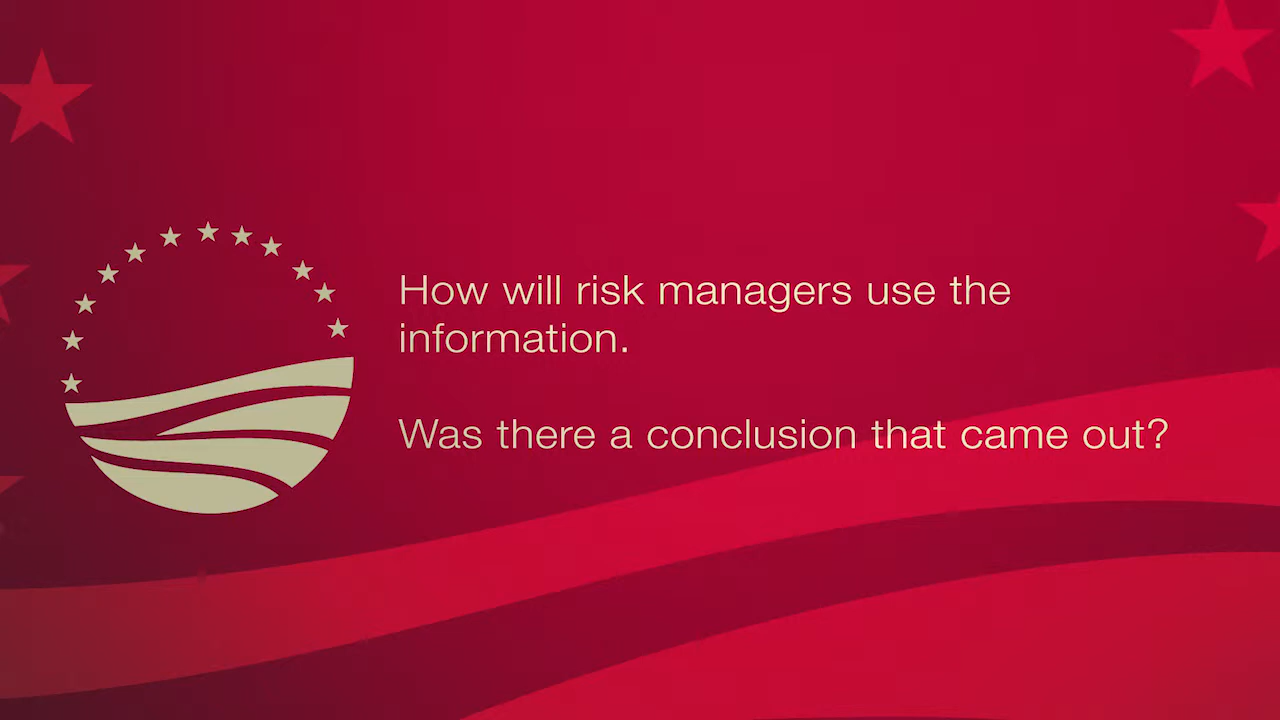 How will risk managers use the
information.
Was there a conclusion that came out?